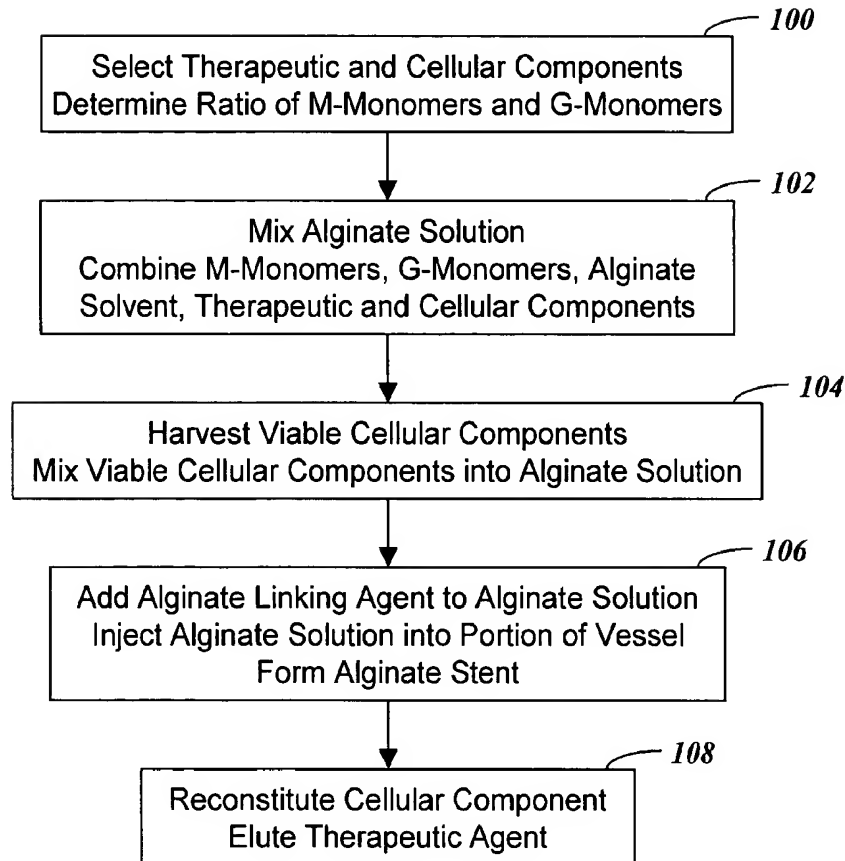 100
Select Therapeutic and Cellular Components
Determine Ratio of M-Monomers and G-Monomers
102
Mix Alginate Solution
Combine M-Monomers, G-Monomers, Alginate
Solvent, Therapeutic and Cellular Components
104
Harvest Viable Cellular Components
Mix Viable Cellular Components into Alginate Solution
106
Add Alginate Linking Agent to Alginate Solution
Inject Alginate Solution into Portion of Vessel
Form Alginate Stent
108
Reconstitute Cellular Component
Elute Therapeutic Agent